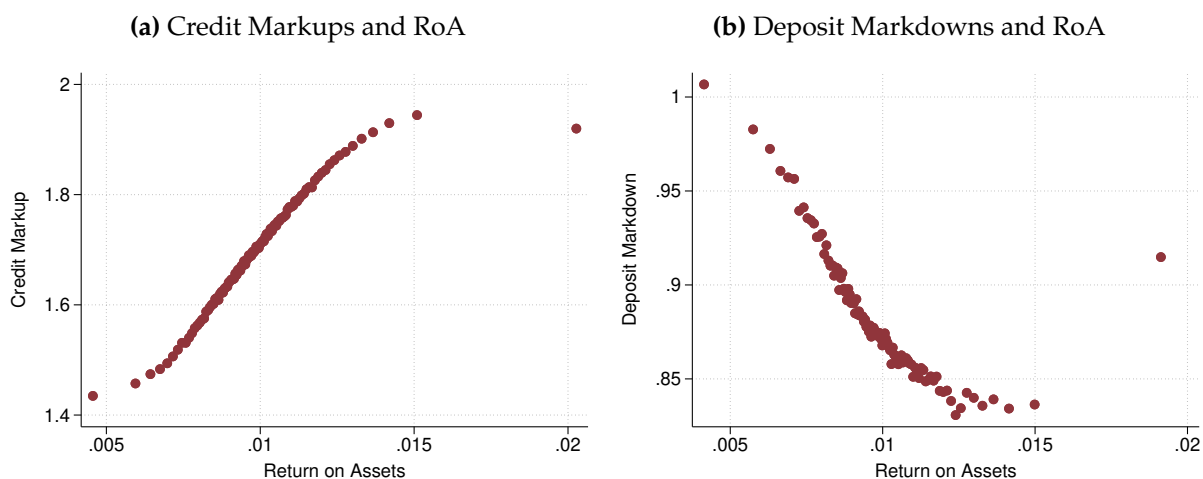 (a) Credit Markups and RoA
2
1.8
1.6
1.4
Credit Markup
.005 .01 .015 .02
Return on Assets
(b) Deposit Markdowns and RoA
1
.95
.9
.85
Deposit Markdown
.005 .01 .015 .02
Return on Assets